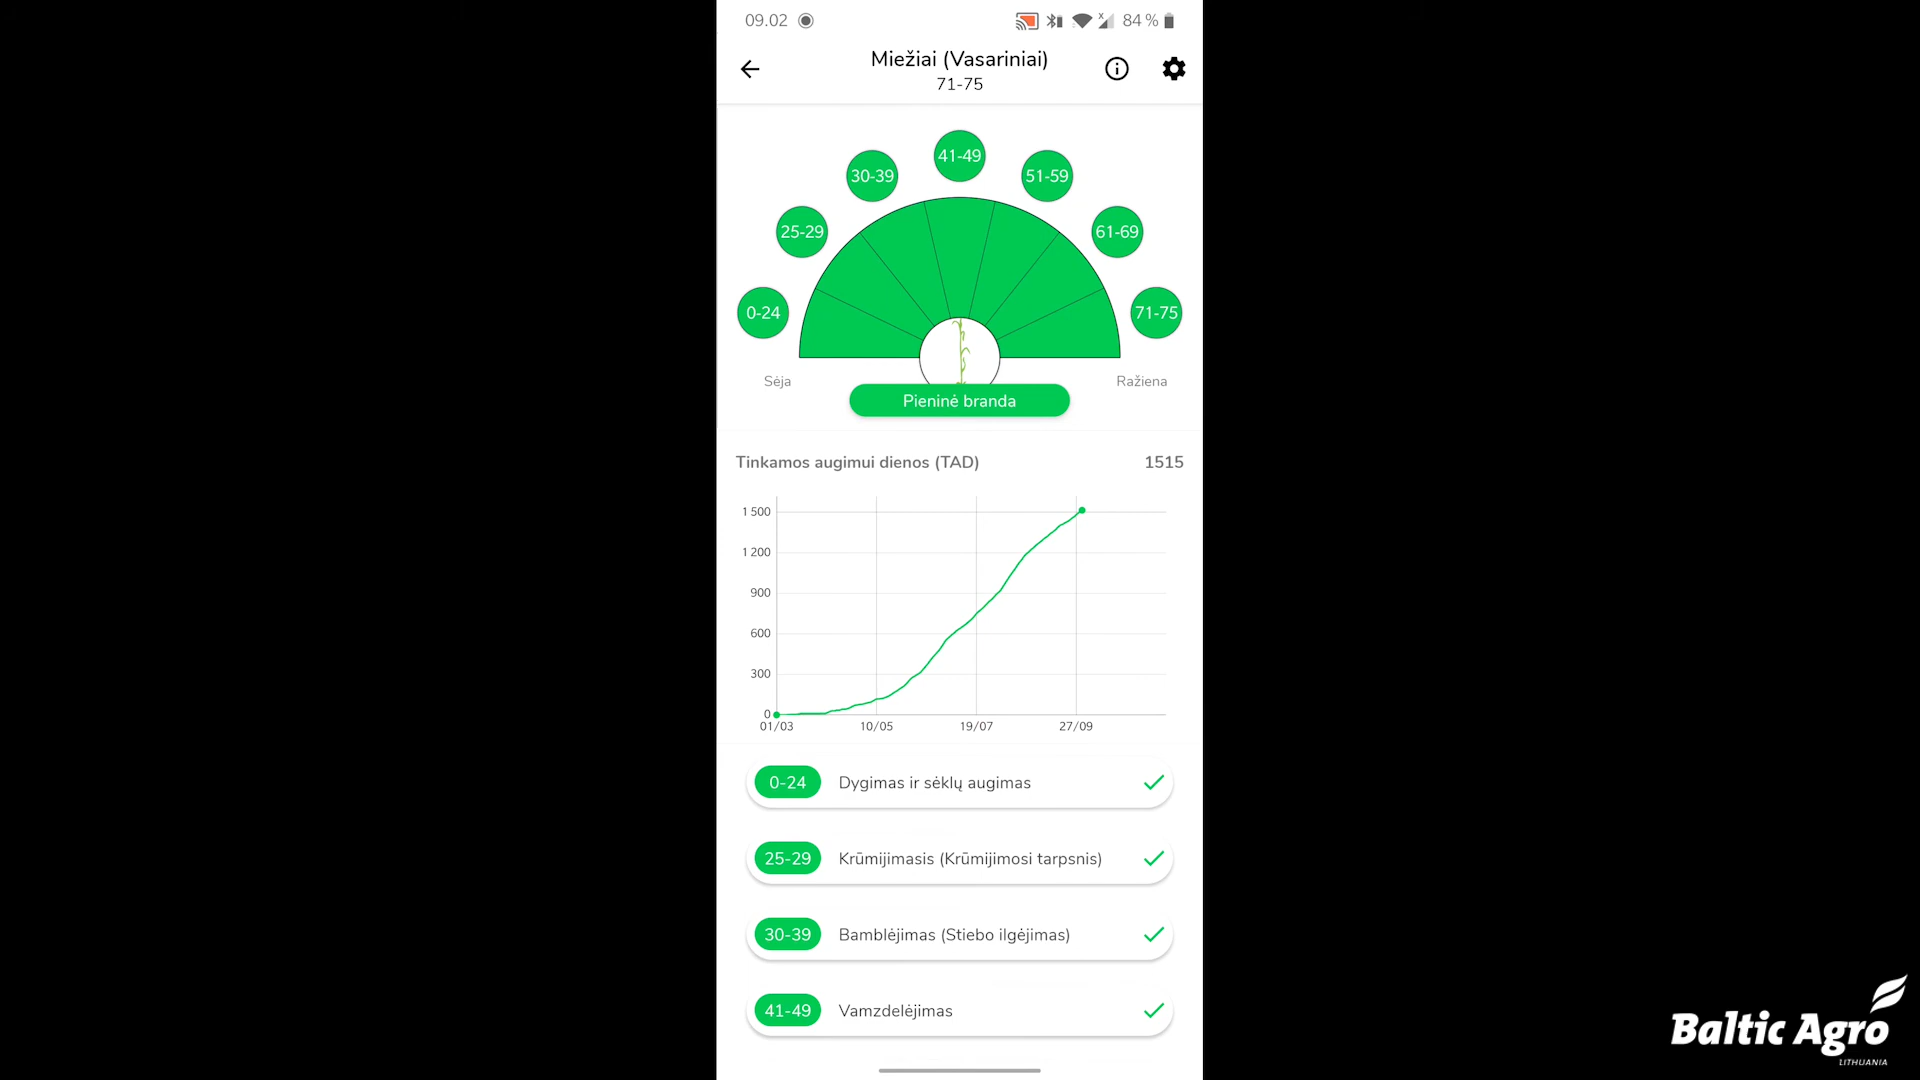 09.02
84 %
Miežiai (Vasariniai)
71-75
41-49
30-39
51-59
25-29
61-69
0-24
71-75
Sėja
Ražiena
Pieninė branda
Tinkamos augimui dienos (TAD)
1515
1 500
1 200
900
600
300
0
01/03
10/05
19/07
27/09
0-24
Dygimas ir sėklų augimas
25-29
Krūmijimasis (Krūmijimosi tarpsnis)
30-39
Bamblėjimas (Stiebo ilgėjimas)
41-49
Vamzdelėjimas
Baltic Agro
LITHUANIA